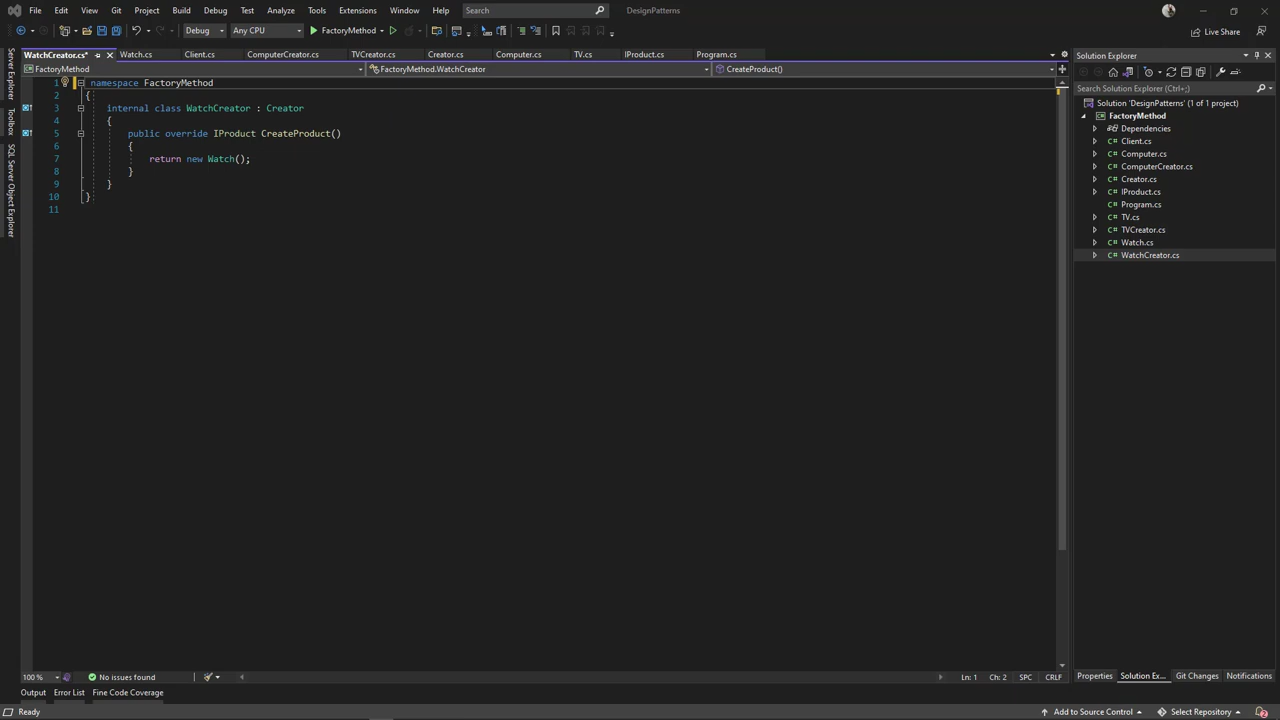 File Edit View Git Project Build Debug Test Analyze Tools Extensions Window Help Search DesignPatterns
Debug Any CPU FactoryMethod Live Share
WatchCreator.cs* Watch.cs Client.cs ComputerCreator.cs TVCreator.cs Creator.cs Computer.cs TV.cs IProduct.cs Program.cs
FactoryMethod FactoryMethod.WatchCreator CreateProduct()
Server Explorer
Toolbox
SQL Server Object Explorer
1 namespace FactoryMethod
2 {
3 internal class WatchCreator : Creator
4 {
5 public override IProduct CreateProduct()
6 {
7 return new Watch();
8 }
9 }
10 }
11
Solution Explorer
Search Solution Explorer (Ctrl+;)
Solution 'DesignPatterns' (1 of 1 project)
FactoryMethod
Dependencies
C# Client.cs
C# Computer.cs
C# ComputerCreator.cs
C# Creator.cs
C# IProduct.cs
C# Program.cs
C# TV.cs
C# TVCreator.cs
C# Watch.cs
C# WatchCreator.cs
100 % No issues found Ln: 1 Ch: 2 SPC CRLF
Properties Solution Ex... Git Changes Notifications
Output Error List Fine Code Coverage
Ready Add to Source Control Select Repository 2